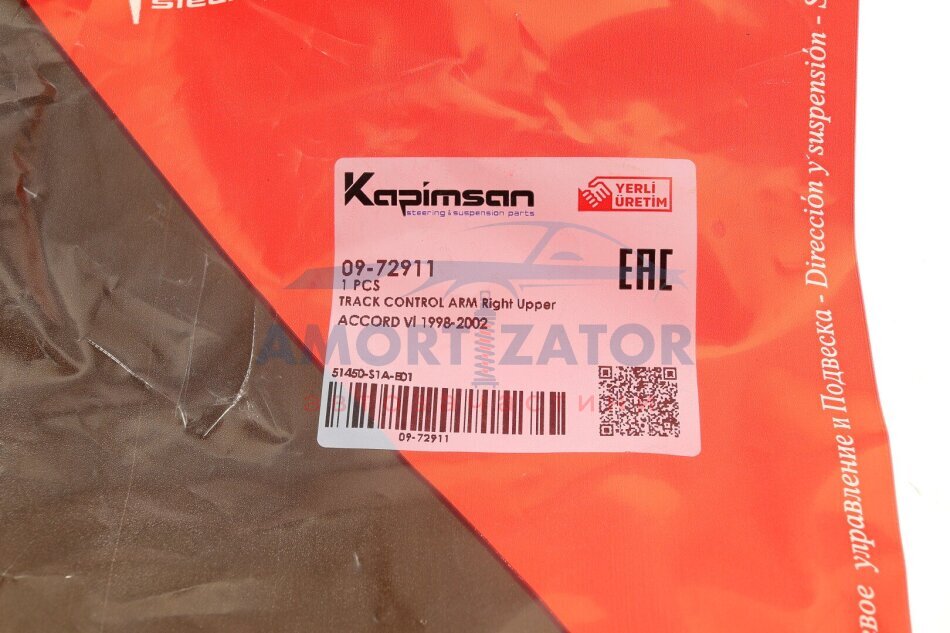 Kapimsan
steering & suspension parts
YERLİ
ÜRETİM
EAC
09-72911
1 PCS
TRACK CONTROL ARM Right Upper
ACCORD VI 1998-2002
AMORTIZATOR
51450-S1A-E01
09-72911
вое управление и Подвеска - Dirección y suspensión - S